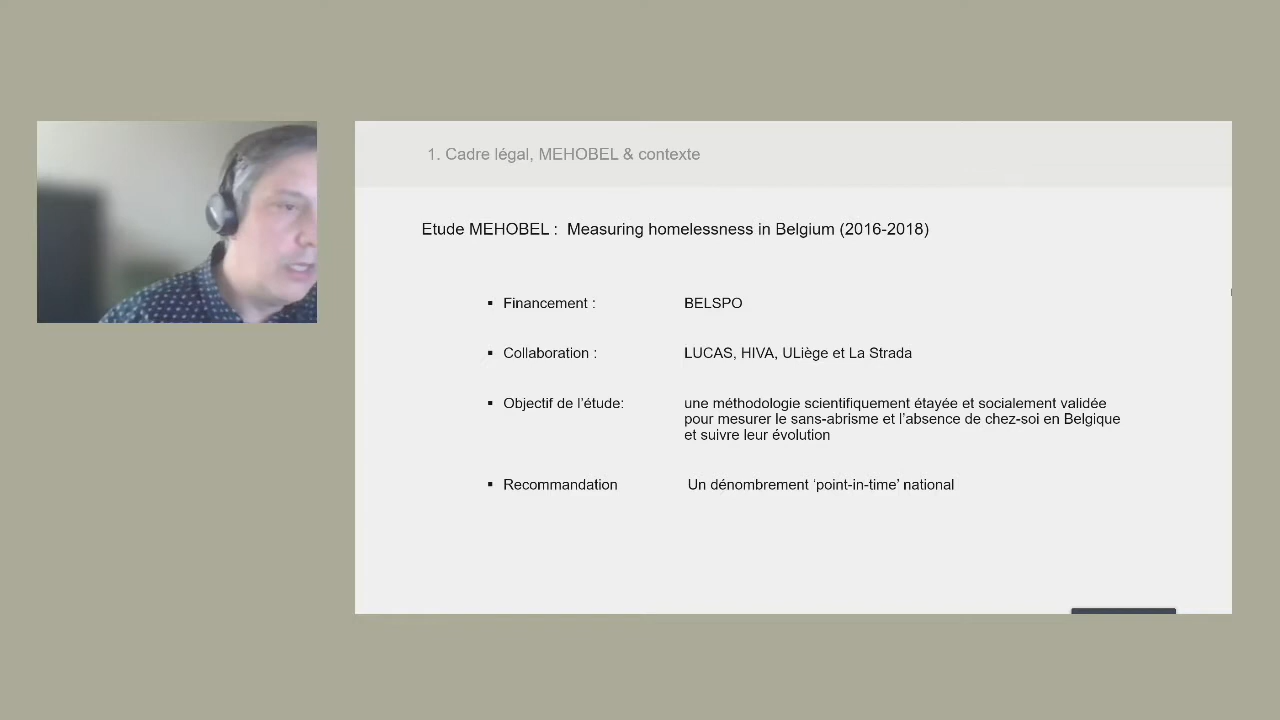 1. Cadre légal, MEHOBEL & contexte
Etude MEHOBEL : Measuring homelessness in Belgium (2016-2018)
▪ Financement : BELSPO
▪ Collaboration : LUCAS, HIVA, ULiège et La Strada
▪ Objectif de l’étude: une méthodologie scientifiquement étayée et socialement validée
pour mesurer le sans-abrisme et l’absence de chez-soi en Belgique
et suivre leur évolution
▪ Recommandation Un dénombrement ‘point-in-time’ national